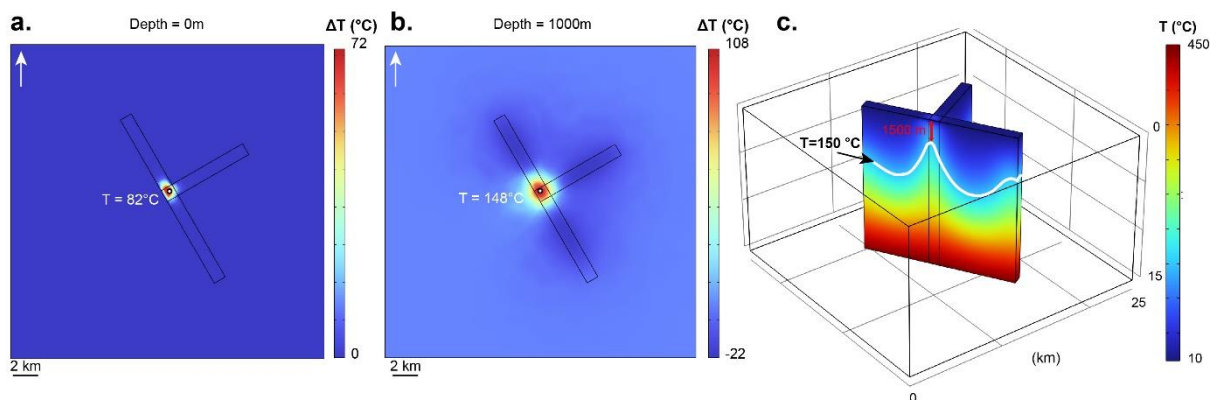 a.
Depth = 0m
ΔT (°C)
72
T = 82°C
0
2 km
b.
Depth = 1000m
ΔT (°C)
108
T = 148°C
-22
2 km
c.
T (°C)
450
1500 m
T=150 °C
0
15
25
(km)
0
10